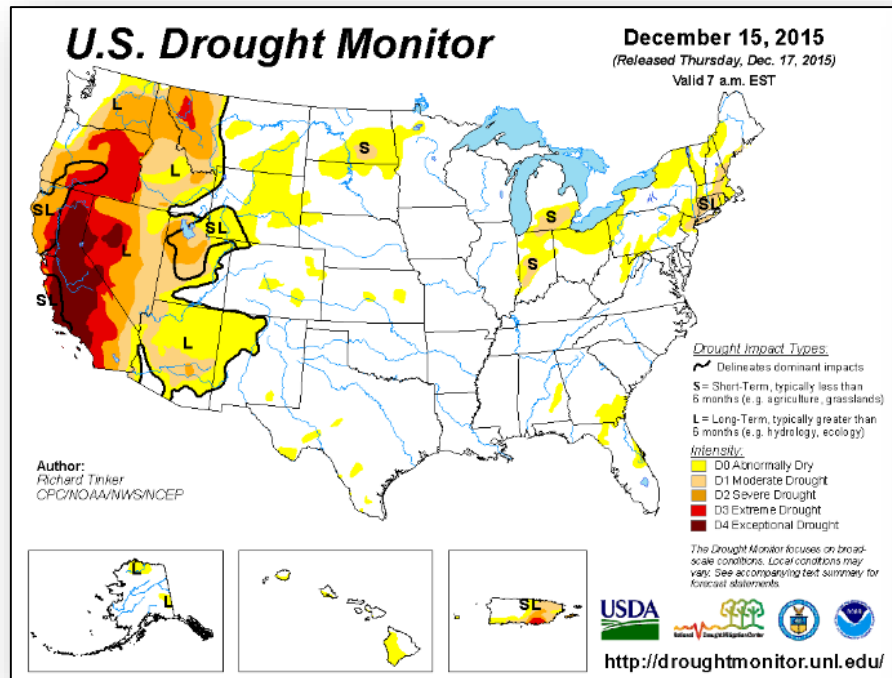 U.S. Drought Monitor
December 15, 2015
(Released Thursday, Dec. 17, 2015)
Valid 7 a.m. EST
L
L
S
SL
SL
L
SL
S
S
SL
L
L
Drought Impact Types:
Delineates dominant impacts
S = Short-Term, typically less than
6 months (e.g. agriculture, grasslands)
L = Long-Term, typically greater than
6 months (e.g. hydrology, ecology)
Intensity:
D0 Abnormally Dry
D1 Moderate Drought
D2 Severe Drought
D3 Extreme Drought
D4 Exceptional Drought
Author:
Richard Tinker
CPC/NOAA/NWS/NCEP
The Drought Monitor focuses on broad-
scale conditions. Local conditions may
vary. See accompanying text summary for
forecast statements.
L
L
SL
USDA
National Drought Mitigation Center
http://droughtmonitor.unl.edu/